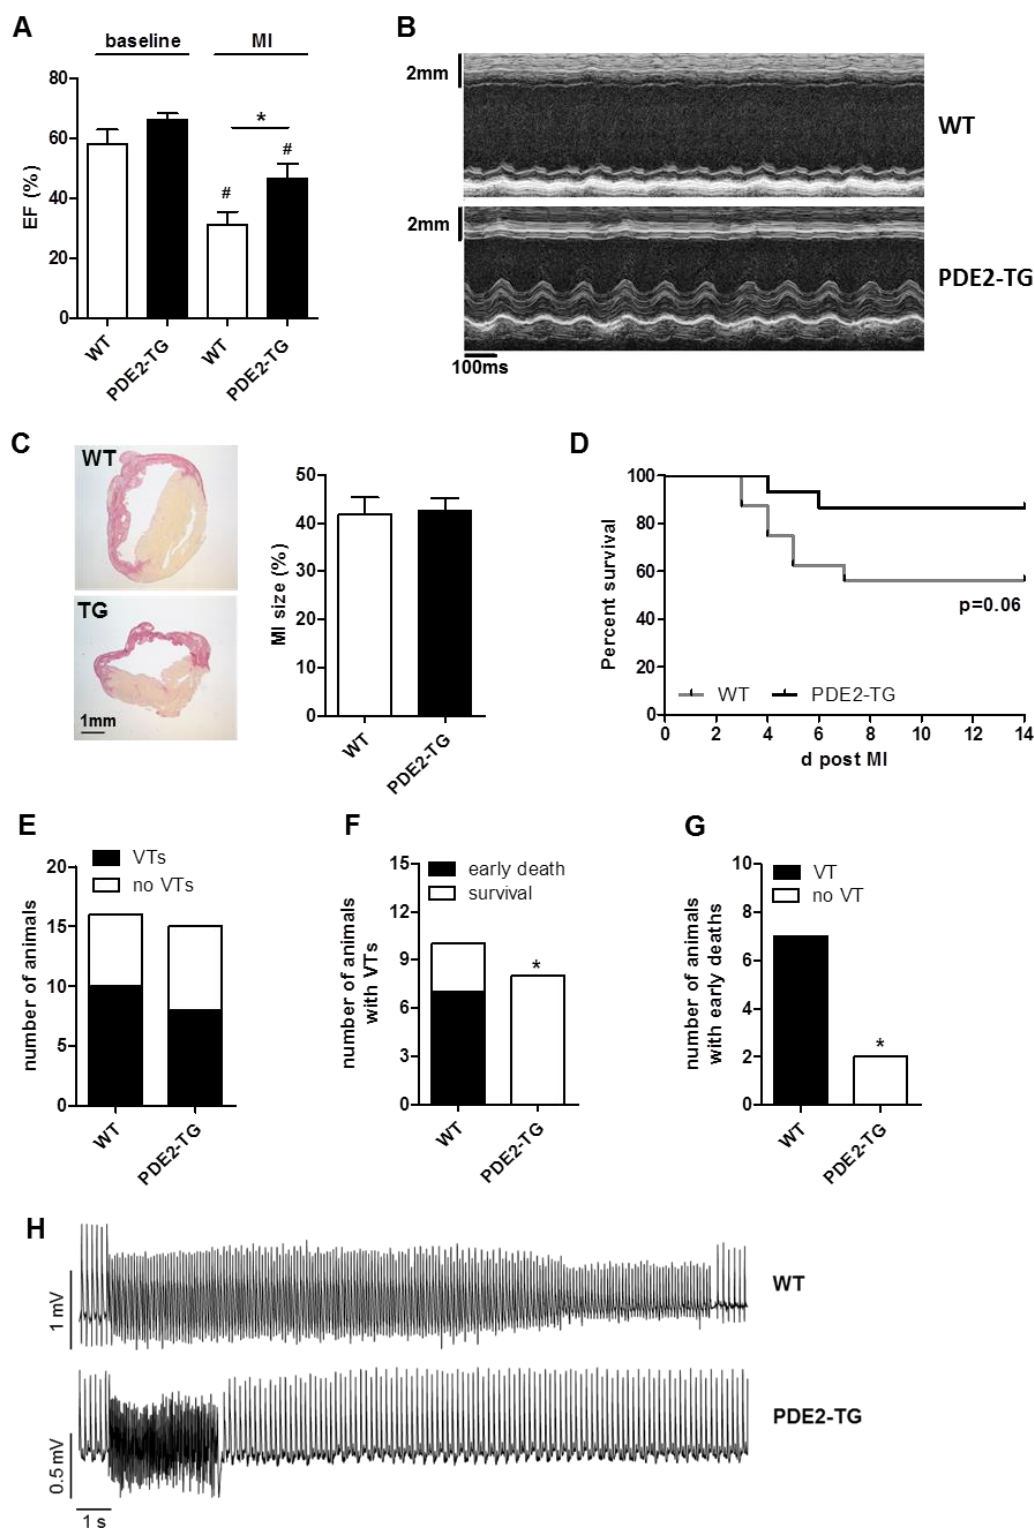 A
baseline MI
80
60
40
20
0
EF (%)
*
#
#
WT
PDE2-TG
WT
PDE2-TG
B
2mm
WT
2mm
PDE2-TG
100ms
C
WT
TG
1mm
50
40
30
20
10
0
MI size (%)
WT
PDE2-TG
D
100
80
60
40
20
0
Percent survival
p=0.06
WT PDE2-TG
0 2 4 6 8 10 12 14
d post MI
E
VTs
no VTs
20
15
10
5
0
number of animals
WT
PDE2-TG
F
early death
survival
15
12
9
6
3
0
number of animals
with VTs
*
WT
PDE2-TG
G
VT
no VT
10
8
6
4
2
0
number of animals
with early deaths
*
WT
PDE2-TG
H
1 mV
WT
0.5 mV
PDE2-TG
1 s